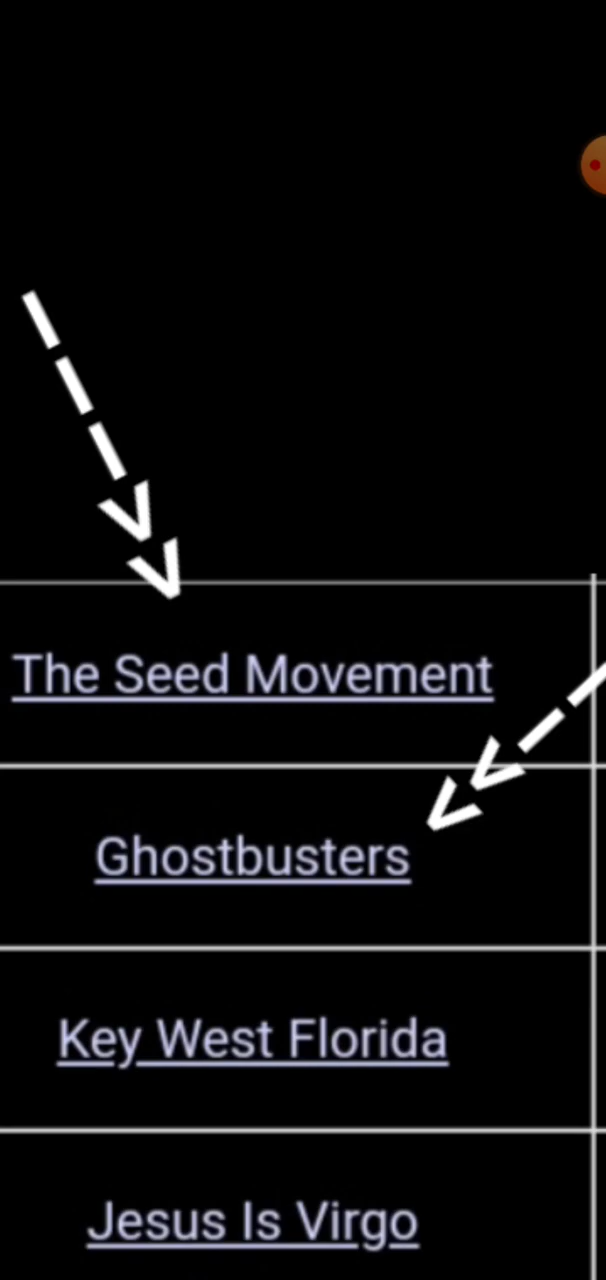 The Seed Movement
Ghostbusters
Key West Florida
Jesus Is Virgo